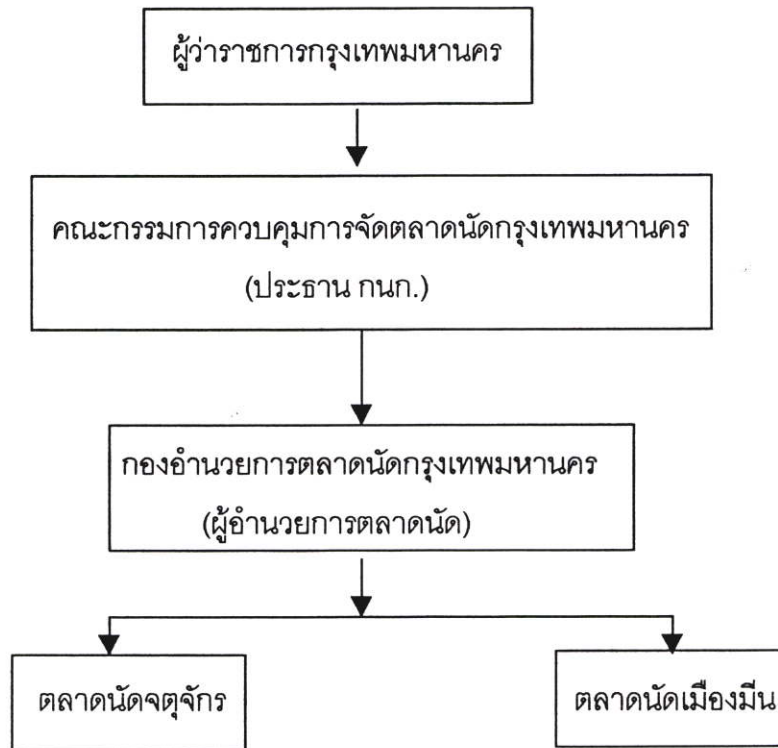 ผู้ว่าราชการกรุงเทพมหานคร
คณะกรรมการควบคุมการจัดตลาดนัดกรุงเทพมหานคร
(ประธาน กนก.)
กองอำนวยการตลาดนัดกรุงเทพมหานคร
(ผู้อำนวยการตลาดนัด)
ตลาดนัดจตุจักร
ตลาดนัดเมืองมีน